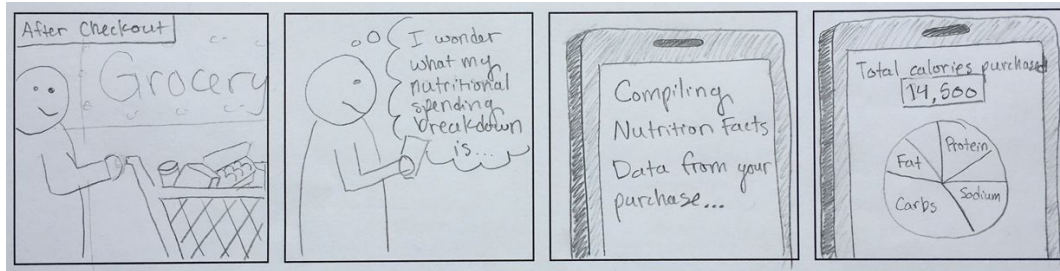 After Checkout
Grocery
I wonder
what my
nutritional
spending
breakdown
is...
Compiling
Nutrition Facts
Data from your
purchase...
Total calories purchased
14,500
Protein
Fat
Carbs
Sodium